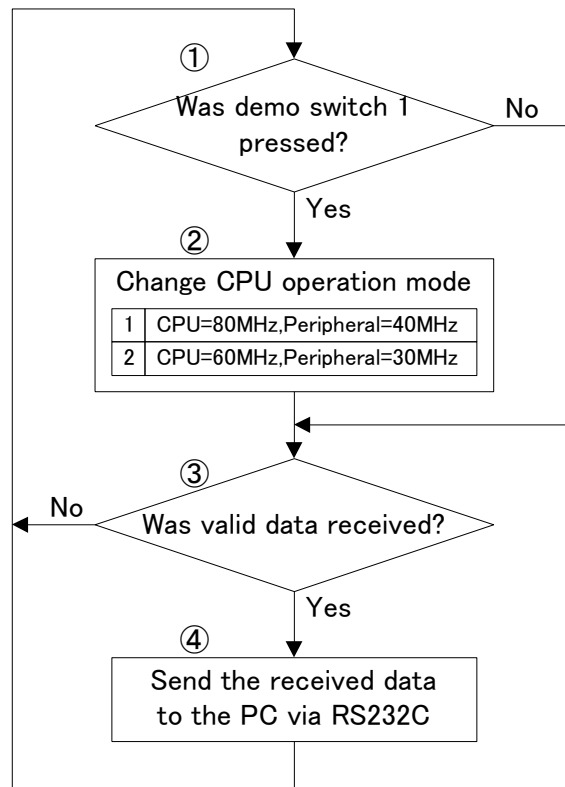 ①
Was demo switch 1
pressed?
No
Yes
②
Change CPU operation mode
1 CPU=80MHz,Peripheral=40MHz
2 CPU=60MHz,Peripheral=30MHz
③
No
Was valid data received?
Yes
④
Send the received data
to the PC via RS232C